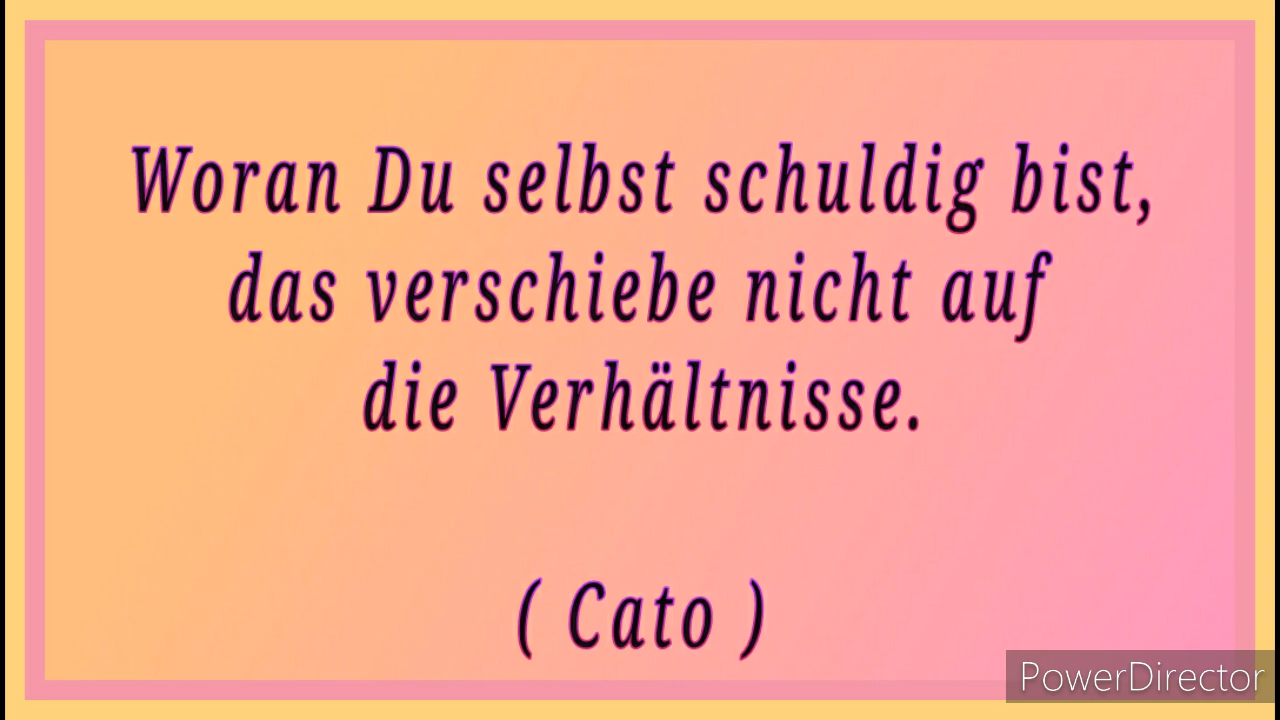 Woran Du selbst schuldig bist,
das verschiebe nicht auf
die Verhältnisse.
( Cato )
PowerDirector